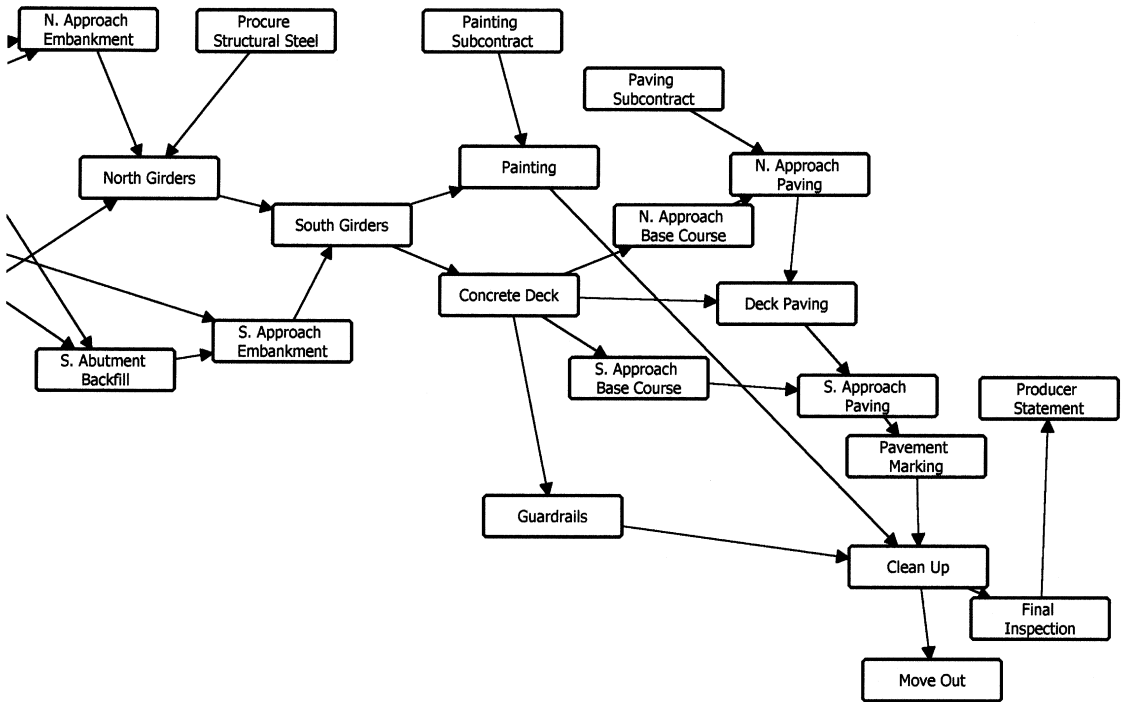 N. Approach
Embankment
Procure
Structural Steel
Painting
Subcontract
Paving
Subcontract
North Girders
Painting
N. Approach
Paving
South Girders
N. Approach
Base Course
Concrete Deck
Deck Paving
S. Approach
Embankment
S. Abutment
Backfill
S. Approach
Base Course
S. Approach
Paving
Producer
Statement
Pavement
Marking
Guardrails
Clean Up
Final
Inspection
Move Out